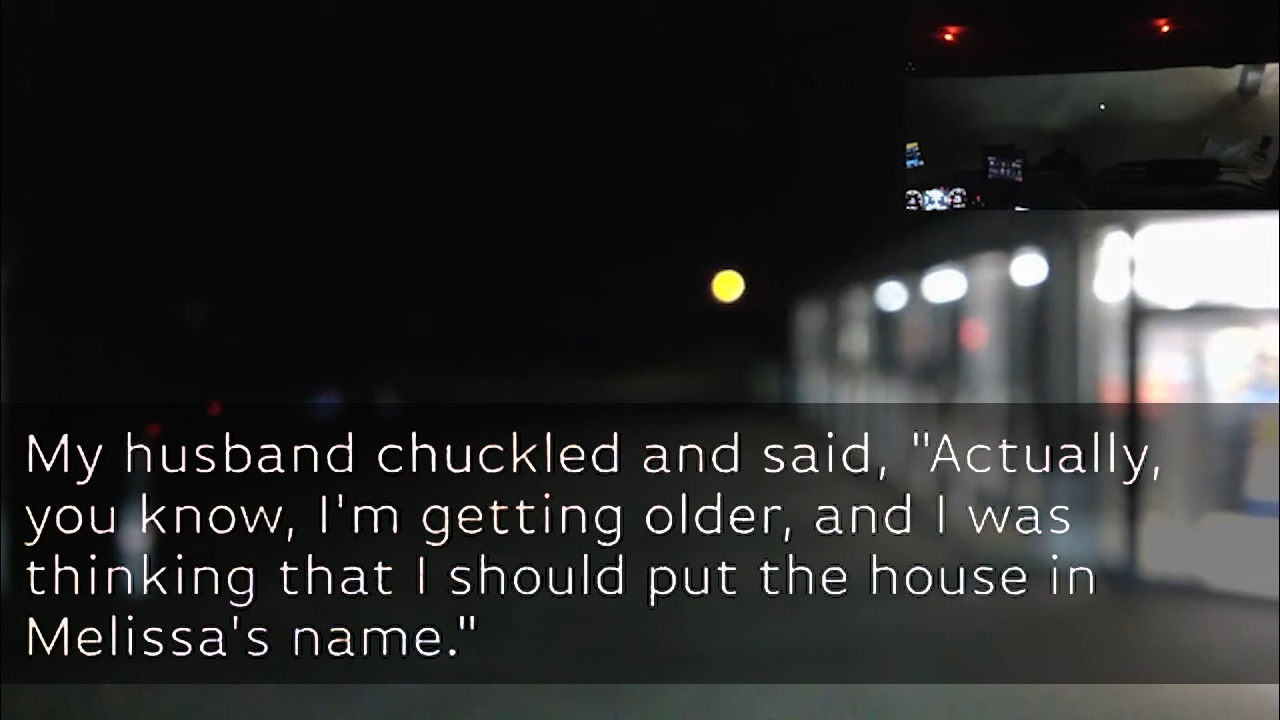 My husband chuckled and said, "Actually,
you know, I'm getting older, and I was
thinking that I should put the house in
Melissa's name."